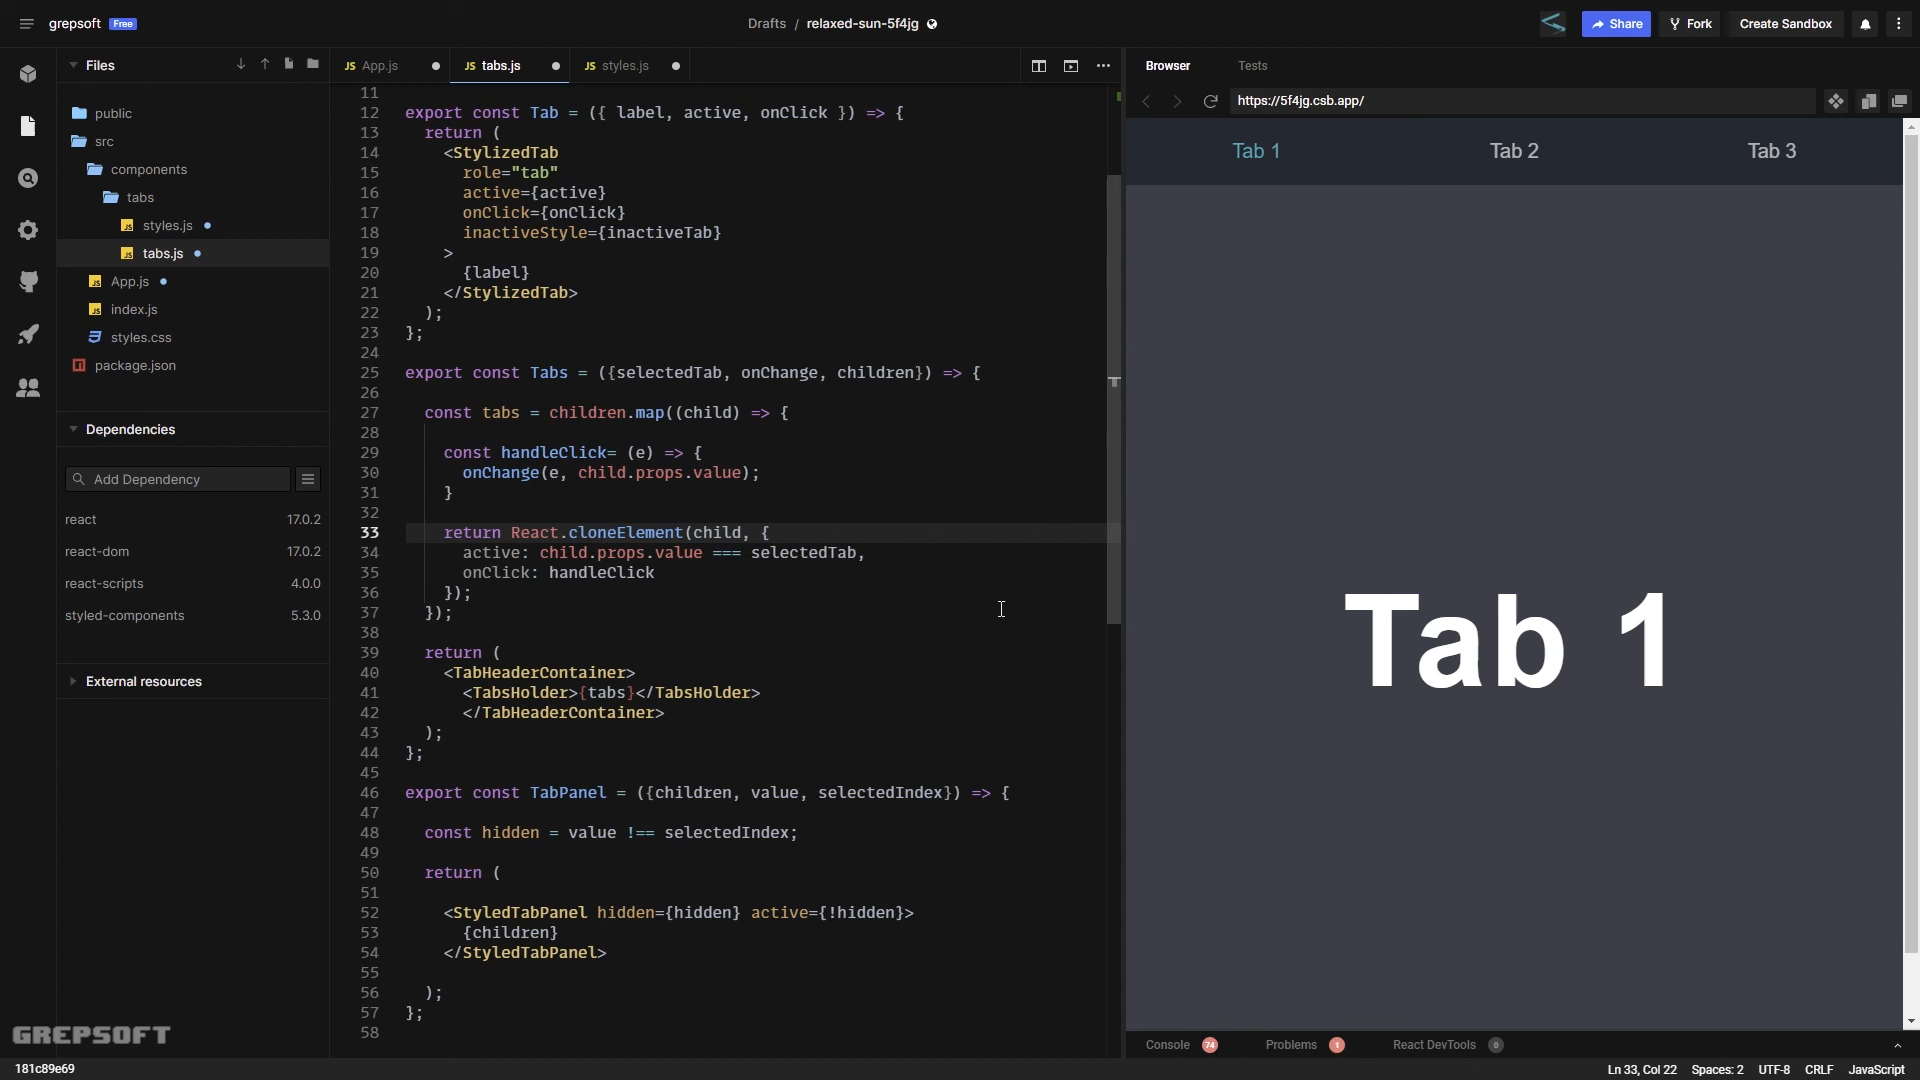 grepsoft Free
Drafts / relaxed-sun-5f4jg
Share
Fork
Create Sandbox
Files
public
src
components
tabs
styles.js
tabs.js
App.js
index.js
styles.css
package.json
Dependencies
Add Dependency
react 17.0.2
react-dom 17.0.2
react-scripts 4.0.0
styled-components 5.3.0
External resources
GREPSOFT
181c89e69
JS App.js
JS tabs.js
JS styles.js
11
12 export const Tab = ({ label, active, onClick }) => {
13 return (
14 <StylizedTab
15 role="tab"
16 active={active}
17 onClick={onClick}
18 inactiveStyle={inactiveTab}
19 >
20 {label}
21 </StylizedTab>
22 );
23 };
24
25 export const Tabs = ({selectedTab, onChange, children}) => {
26
27 const tabs = children.map((child) => {
28
29 const handleClick= (e) => {
30 onChange(e, child.props.value);
31 }
32
33 return React.cloneElement(child, {
34 active: child.props.value === selectedTab,
35 onClick: handleClick
36 });
37 });
38
39 return (
40 <TabHeaderContainer>
41 <TabsHolder>{tabs}</TabsHolder>
42 </TabHeaderContainer>
43 );
44 };
45
46 export const TabPanel = ({children, value, selectedIndex}) => {
47
48 const hidden = value !== selectedIndex;
49
50 return (
51
52 <StyledTabPanel hidden={hidden} active={!hidden}>
53 {children}
54 </StyledTabPanel>
55
56 );
57 };
58
Browser
Tests
https://5f4jg.csb.app/
Tab 1
Tab 2
Tab 3
Tab 1
Console 74
Problems 1
React DevTools 0
Ln 33, Col 22
Spaces: 2
UTF-8
CRLF
JavaScript